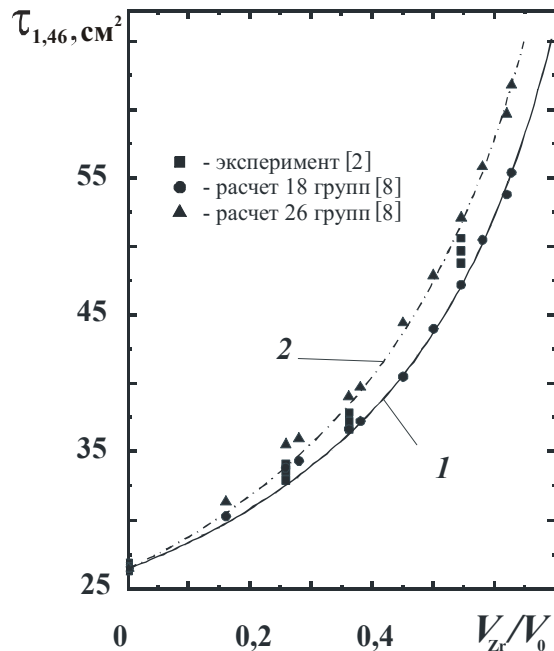 τ1,46, см²
■ - эксперимент [2]
● - расчет 18 групп [8]
▲ - расчет 26 групп [8]
55
45
35
25
2
1
0
0,2
0,4
VZr/V0